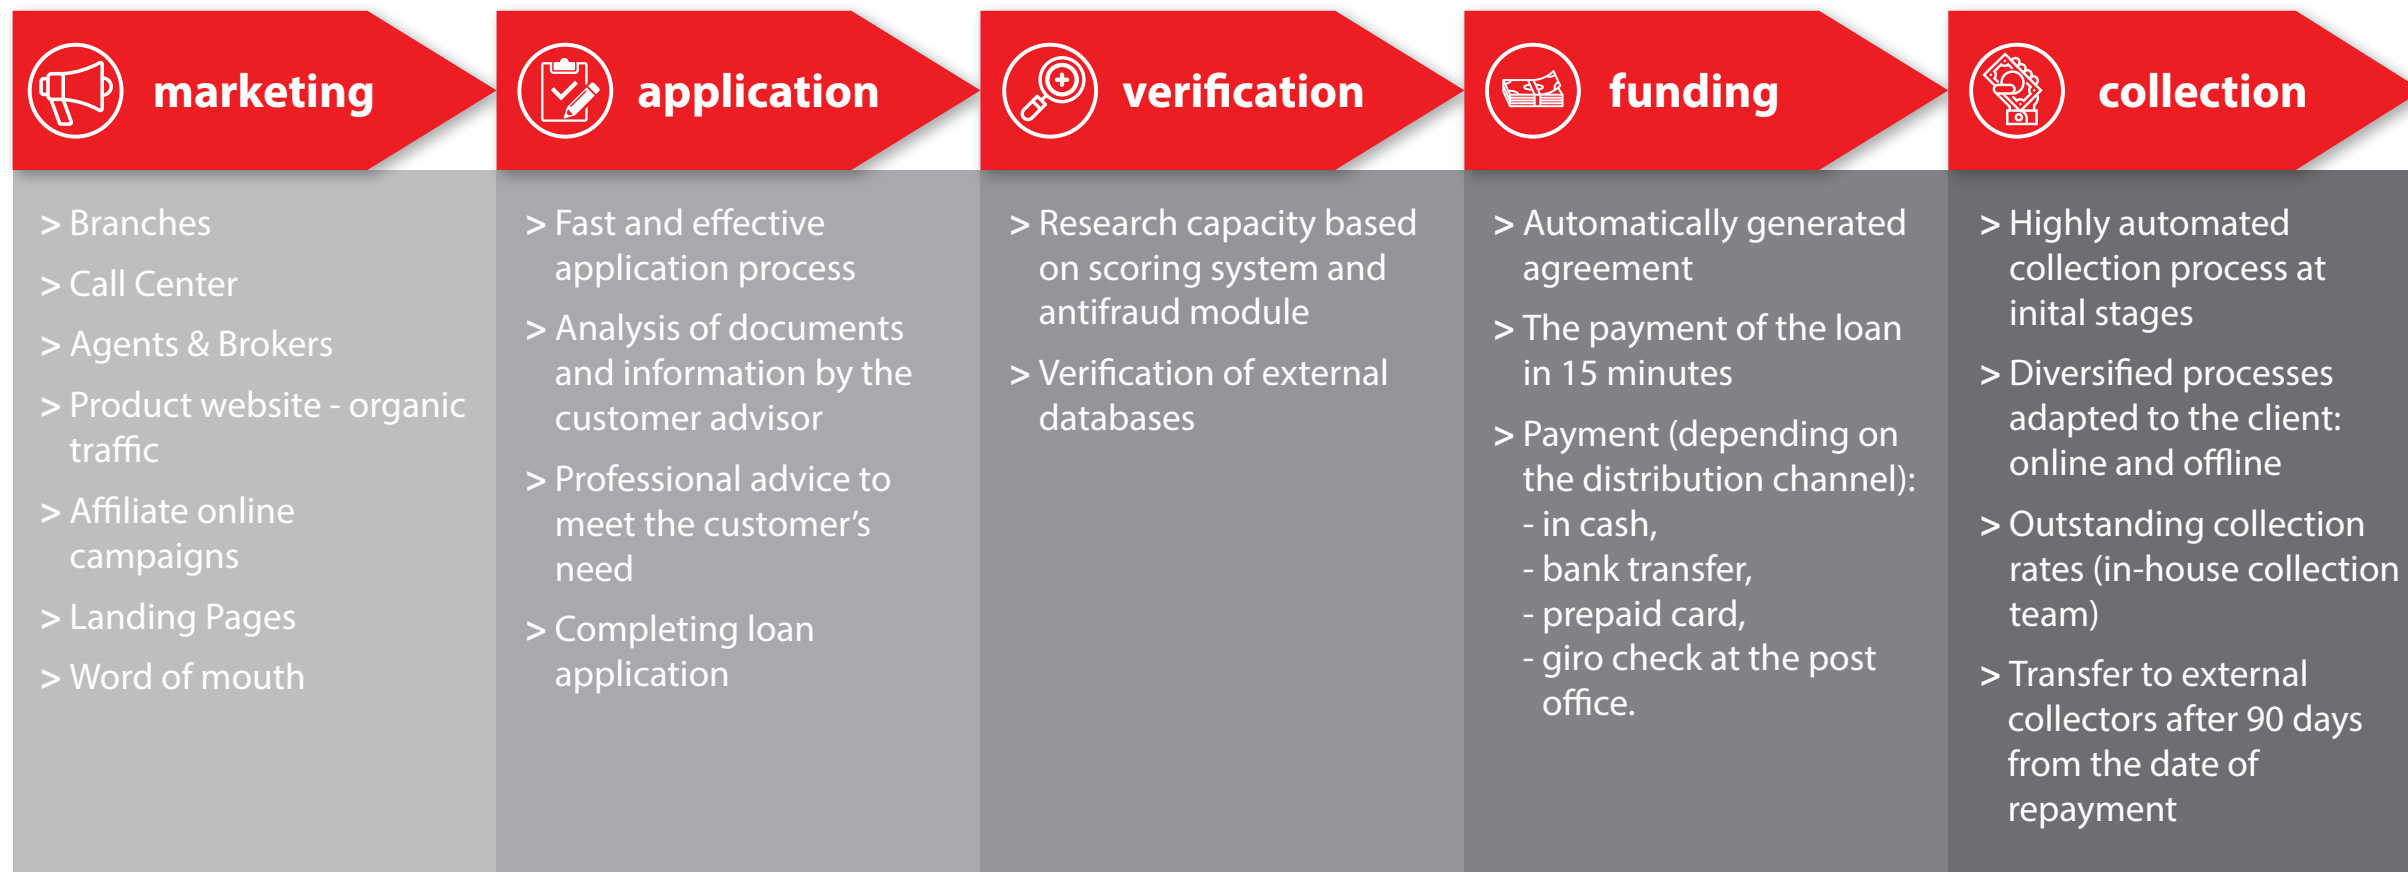 marketing
> Branches
> Call Center
> Agents & Brokers
> Product website - organic
traffic
> Affiliate online
campaigns
> Landing Pages
> Word of mouth
application
> Fast and effective
application process
> Analysis of documents
and information by the
customer advisor
> Professional advice to
meet the customer’s
need
> Completing loan
application
verification
> Research capacity based
on scoring system and
antifraud module
> Verification of external
databases
funding
> Automatically generated
agreement
> The payment of the loan
in 15 minutes
> Payment (depending on
the distribution channel):
- in cash,
- bank transfer,
- prepaid card,
- giro check at the post
office.
collection
> Highly automated
collection process at
inital stages
> Diversified processes
adapted to the client:
online and offline
> Outstanding collection
rates (in-house collection
team)
> Transfer to external
collectors after 90 days
from the date of
repayment